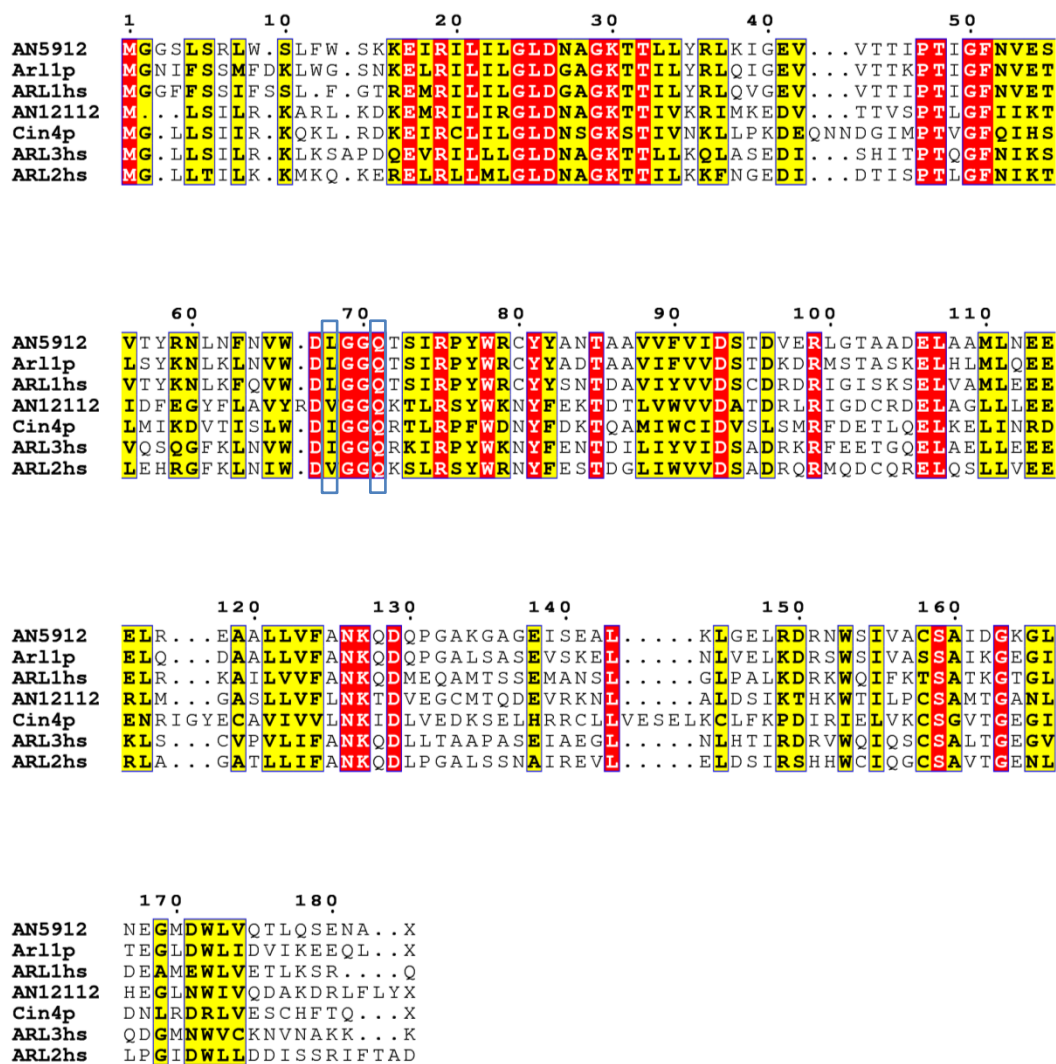 1 10 20 30 40 50
AN5912 MGGSLSRLW.SLFW.SKKEIRILILGLDNAGKTTLLYRLKIGEV...VTTIPTIGFNVES
Arl1p MGNIFSSMFDKLWG.SNKELRILILGLDGAGKTTILYRLQIGEV...VTTKPTIGFNVET
ARL1hs MGGFFSSIFSSL.F.GTREMRILILGLDGAGKTTILYRLQVGEV...VTTIPTIGFNVET
AN12112 M...LSILR.KARL.KDKEMRILIRGLDNAGKTTIVKRIMKEDV...TTVSPTLGFIIKT
Cin4p MG.LLSIIR.KQKL.RDKEIRCLILGLDNSGKSTIVNKLLPKDEQNNDGIMPTVGFQIHS
ARL3hs MG.LLSILR.KLKSAPDQEVRILLLGLDNAGKTTLLKQLASEDI...SHITPTQGFNIKS
ARL2hs MG.LLTILK.KMKQ.KERELRLLMLGLDNAGKTTILKKFNGEDI...DTISPTLGFNIKT
60 70 80 90 100 110
AN5912 VTYRNLNFNVW.DLGGQTSIRPYWRCYYANTAAVVFVIDSTDVERLGTAADELAAMLNEE
Arl1p LSYKNLKLNVW.DLGGQTSIRPYWRCYYADTAAVIFVVDSTDKDRMSTASKELHLMLQEE
ARL1hs VTYKNLKFQVW.DLGGQTSIRPYWRCYYSNTDAVIYVVDSCDRDRIGISKSELVAMLEEE
AN12112 IDFEGYFLAVYRDVGGQKTLRSYWKNYFEKTDTLVWVVDATDRLRIGDCRDELAGLLLEE
Cin4p LMIKDVTISLW.DIGGQRTLRPFWDNYFDKTQAMIWCIDVSLSMRFDETLQELKELINRD
ARL3hs VQSQGFKLNVW.DIGGQRKIRPYWKNYFENTDILIYVIDSADRKRFEETGQELAELLEEE
ARL2hs LEHRGFKLNIW.DVGGQKSLRSYWRNYFESTDGLIWVVDSADRQRMQDCQRELQSLLVEE
120 130 140 150 160
AN5912 ELR...EAALLVFANKQDQPGAKGAGEISEAL.....KLGELRDRNWSIVACSAIDGKGL
Arl1p ELQ...DAALLVFANKQDQPGALSASEVSKEL.....NLVELKDRSWSIVASSAIKGEGI
ARL1hs ELR...KAILVVFANKQDMEQAMTSSEMANSL.....GLPALKDRKWQIFKTSATKGTGL
AN12112 RLM...GASLLVFLNKTDVEGCMTQDEVRKNL.....ALDSIKTHKWTILPCSAMTGANL
Cin4p ENRIGYECAVIVVLNKIDLVEDKSELHRRCLLVESELKCLFKPDIRIELVKCSGVTGEGI
ARL3hs KLS...CVPVLIFANKQDLLTAAPASEIAEGL.....NLHTIRDRVWQIQSCSALTGEGV
ARL2hs RLA...GATLLIFANKQDLPGALSSNAIREVL.....ELDSIRSHHWCIQGCSAVTGENL
170 180
AN5912 NEGMDWLVQTLQSENA..X
Arl1p TEGLDWLIDVIKEEQL..X
ARL1hs DEAMEWLVETLKSR....Q
AN12112 HEGLNWIVQDAKDRLFLYX
Cin4p DNLRDRLVESCHFTQ...X
ARL3hs QDGMNWVCKNVNAKK...K
ARL2hs LPGIDWLLDDISSRIFTAD